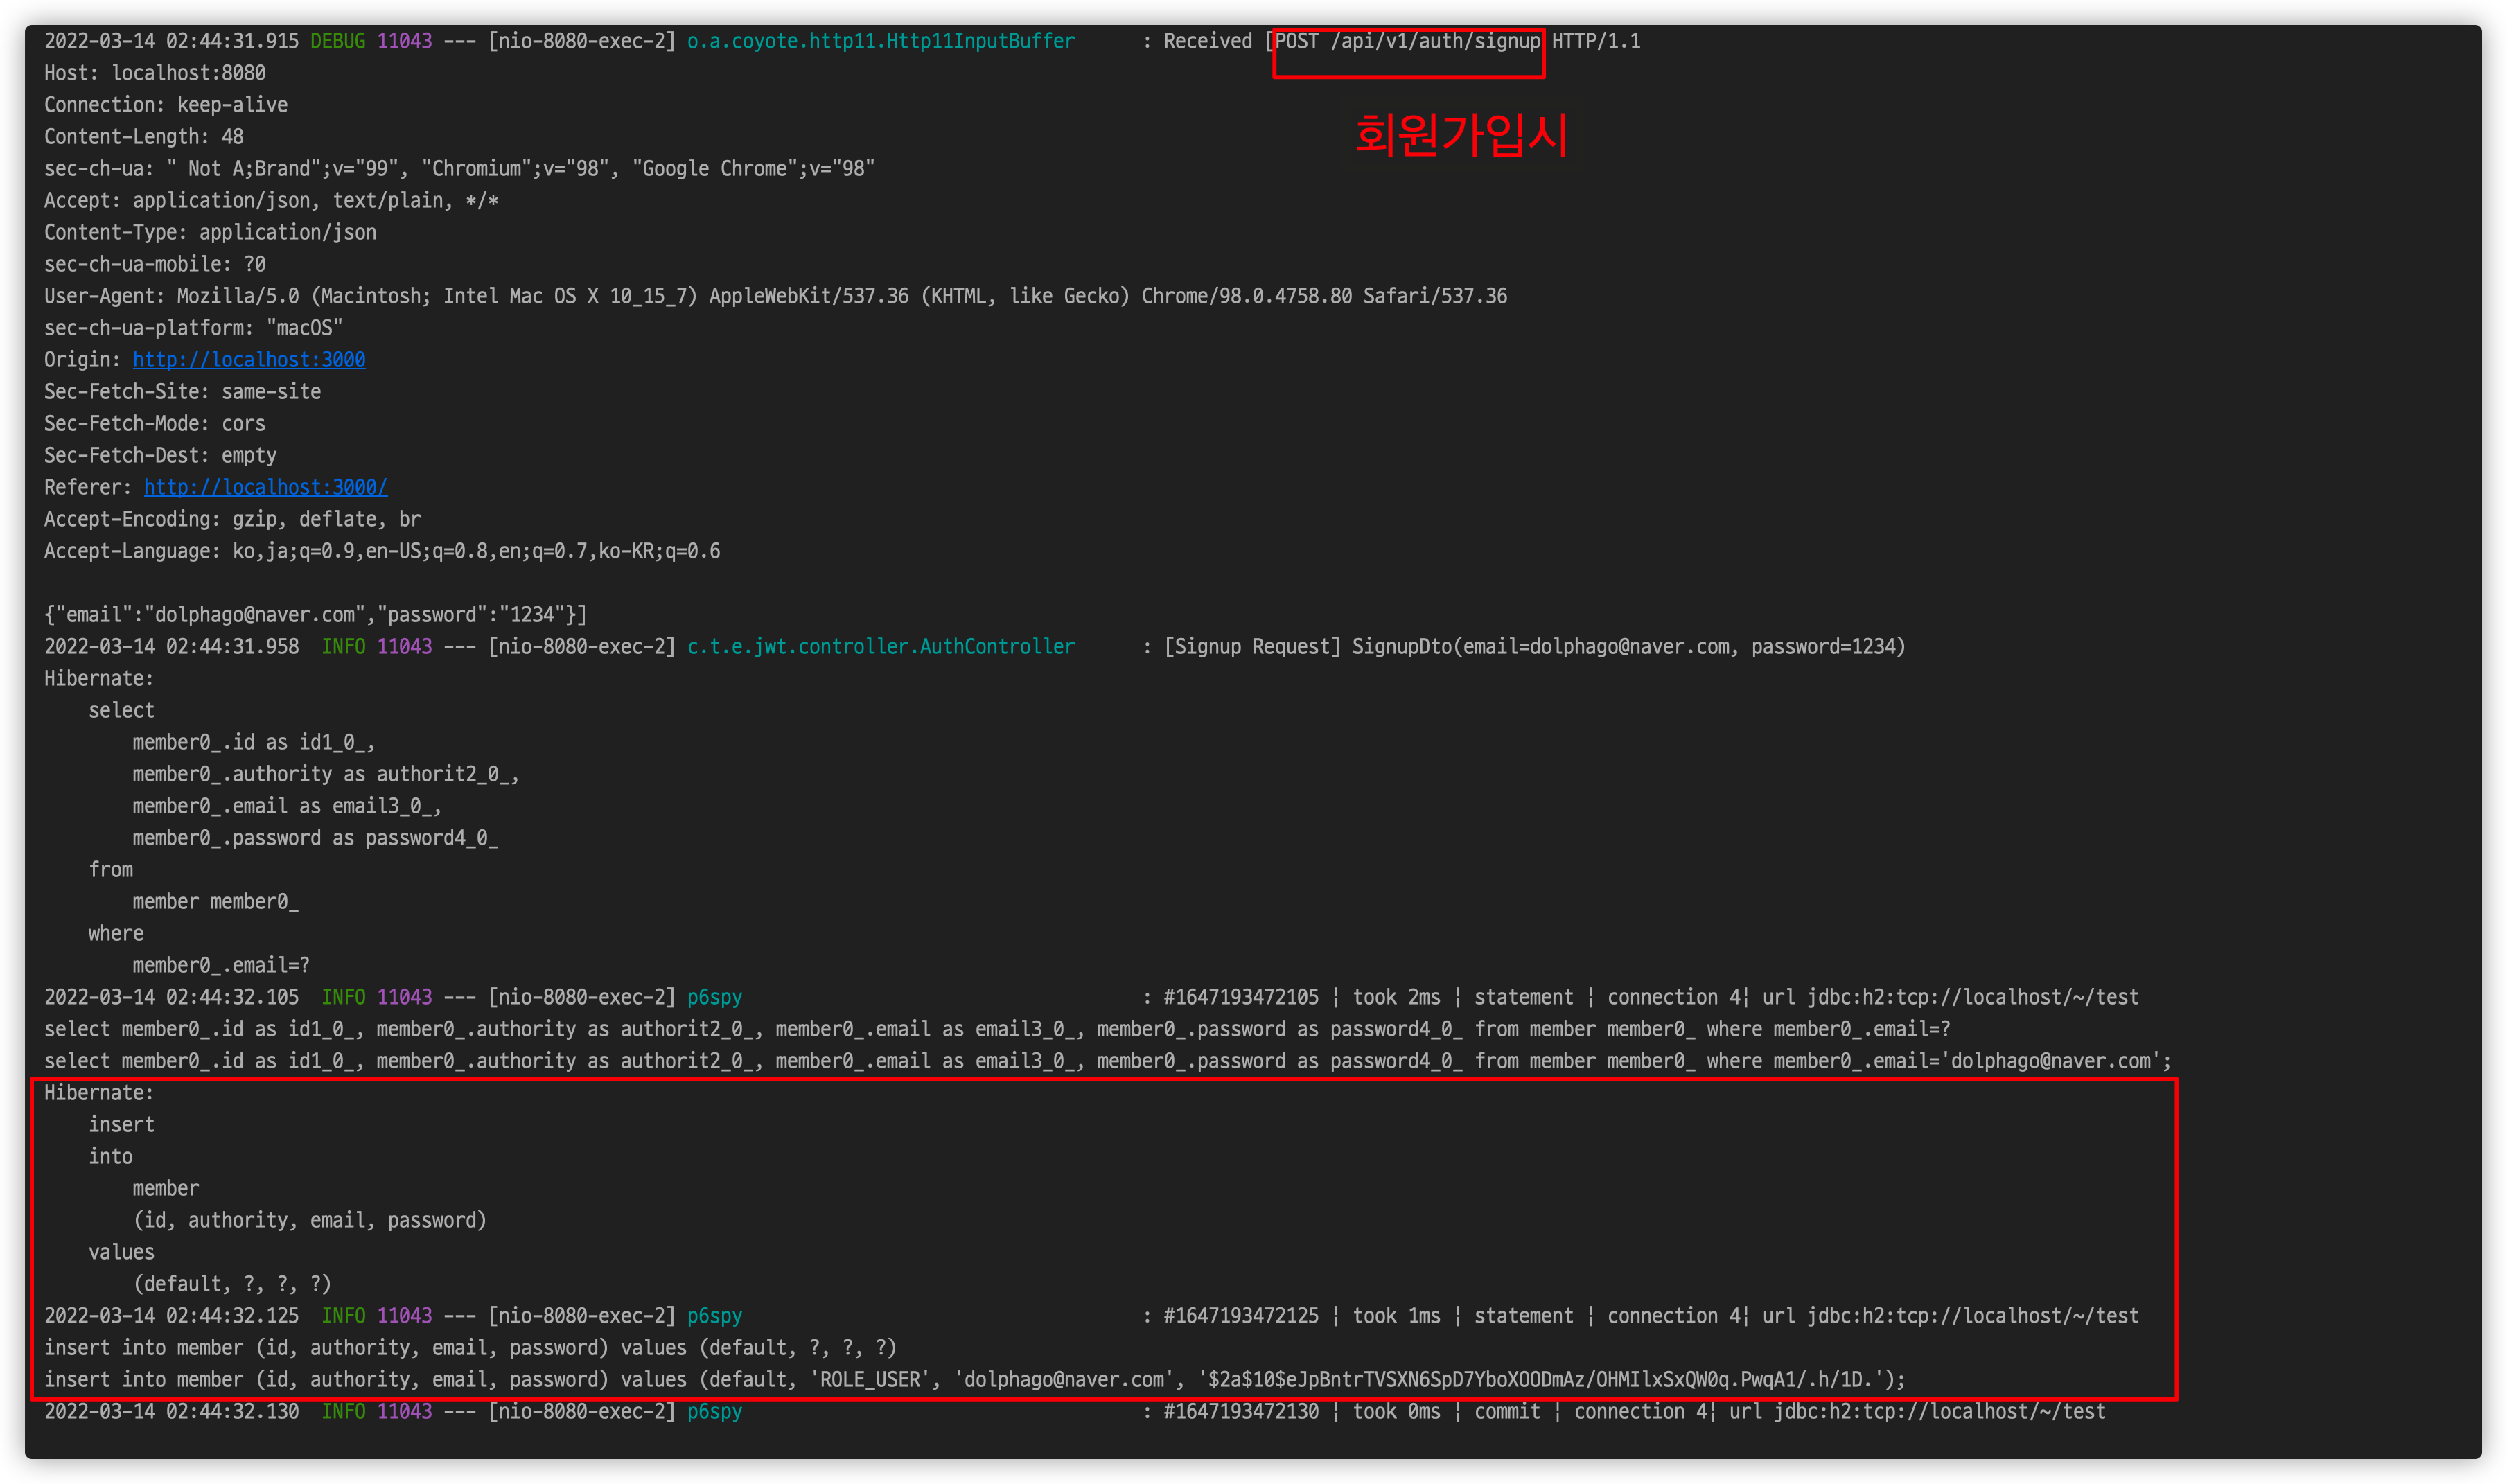 2022-03-14 02:44:31.915 DEBUG 11043 --- [nio-8080-exec-2] o.a.coyote.http11.Http11InputBuffer : Received [POST /api/v1/auth/signup HTTP/1.1
Host: localhost:8080
Connection: keep-alive
회원가입시
Content-Length: 48
sec-ch-ua: " Not A;Brand";v="99", "Chromium";v="98", "Google Chrome";v="98"
Accept: application/json, text/plain, */*
Content-Type: application/json
sec-ch-ua-mobile: ?0
User-Agent: Mozilla/5.0 (Macintosh; Intel Mac OS X 10_15_7) AppleWebKit/537.36 (KHTML, like Gecko) Chrome/98.0.4758.80 Safari/537.36
sec-ch-ua-platform: "macOS"
Origin: http://localhost:3000
Sec-Fetch-Site: same-site
Sec-Fetch-Mode: cors
Sec-Fetch-Dest: empty
Referer: http://localhost:3000/
Accept-Encoding: gzip, deflate, br
Accept-Language: ko,ja;q=0.9,en-US;q=0.8,en;q=0.7,ko-KR;q=0.6
{"email":"dolphago@naver.com","password":"1234"}]
2022-03-14 02:44:31.958 INFO 11043 --- [nio-8080-exec-2] c.t.e.jwt.controller.AuthController : [Signup Request] SignupDto(email=dolphago@naver.com, password=1234)
Hibernate:
select
member0_.id as id1_0_,
member0_.authority as authorit2_0_,
member0_.email as email3_0_,
member0_.password as password4_0_
from
member member0_
where
member0_.email=?
2022-03-14 02:44:32.105 INFO 11043 --- [nio-8080-exec-2] p6spy : #1647193472105 | took 2ms | statement | connection 4| url jdbc:h2:tcp://localhost/~/test
select member0_.id as id1_0_, member0_.authority as authorit2_0_, member0_.email as email3_0_, member0_.password as password4_0_ from member member0_ where member0_.email=?
select member0_.id as id1_0_, member0_.authority as authorit2_0_, member0_.email as email3_0_, member0_.password as password4_0_ from member member0_ where member0_.email='dolphago@naver.com';
Hibernate:
insert
into
member
(id, authority, email, password)
values
(default, ?, ?, ?)
2022-03-14 02:44:32.125 INFO 11043 --- [nio-8080-exec-2] p6spy : #1647193472125 | took 1ms | statement | connection 4| url jdbc:h2:tcp://localhost/~/test
insert into member (id, authority, email, password) values (default, ?, ?, ?)
insert into member (id, authority, email, password) values (default, 'ROLE_USER', 'dolphago@naver.com', '$2a$10$eJpBntrTVSXN6SpD7YboXOODmAz/OHMIlxSxQW0q.PwqA1/.h/1D.');
2022-03-14 02:44:32.130 INFO 11043 --- [nio-8080-exec-2] p6spy : #1647193472130 | took 0ms | commit | connection 4| url jdbc:h2:tcp://localhost/~/test